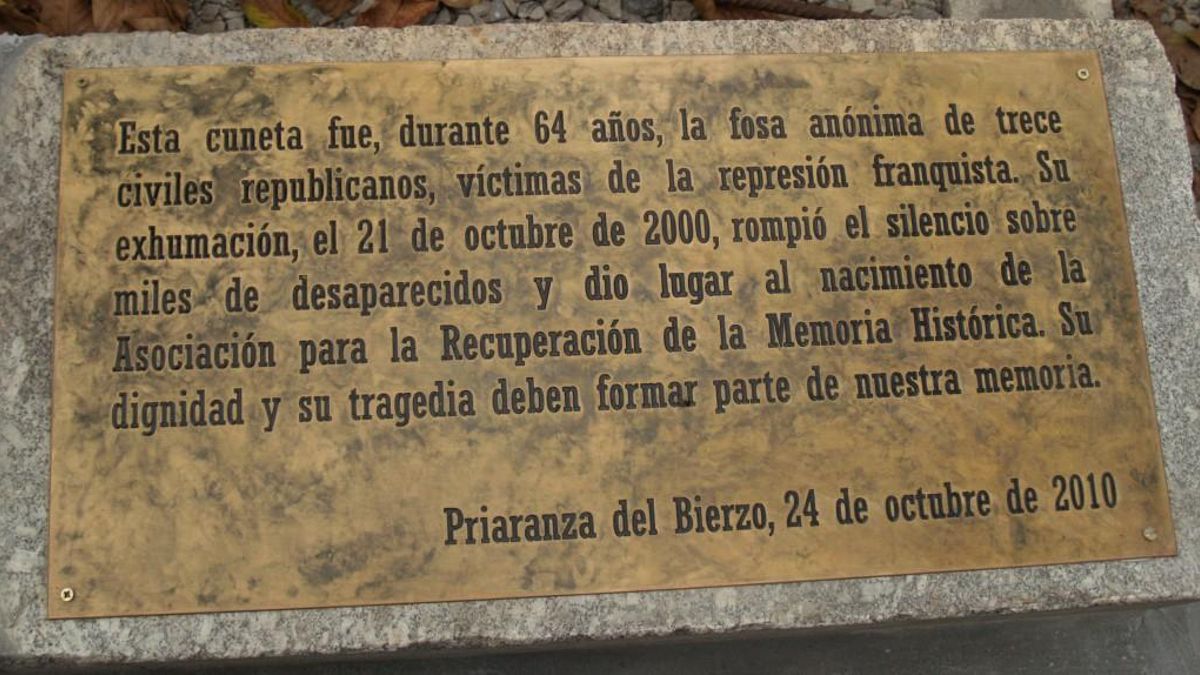 Esta cuneta fue, durante 64 años, la fosa anónima de trece
civiles republicanos, víctimas de la represión franquista. Su
exhumación, el 21 de octubre de 2000, rompió el silencio sobre
miles de desaparecidos y dio lugar al nacimiento de la
Asociación para la Recuperación de la Memoria Histórica. Su
dignidad y su tragedia deben formar parte de nuestra memoria.
Priaranza del Bierzo, 24 de octubre de 2010